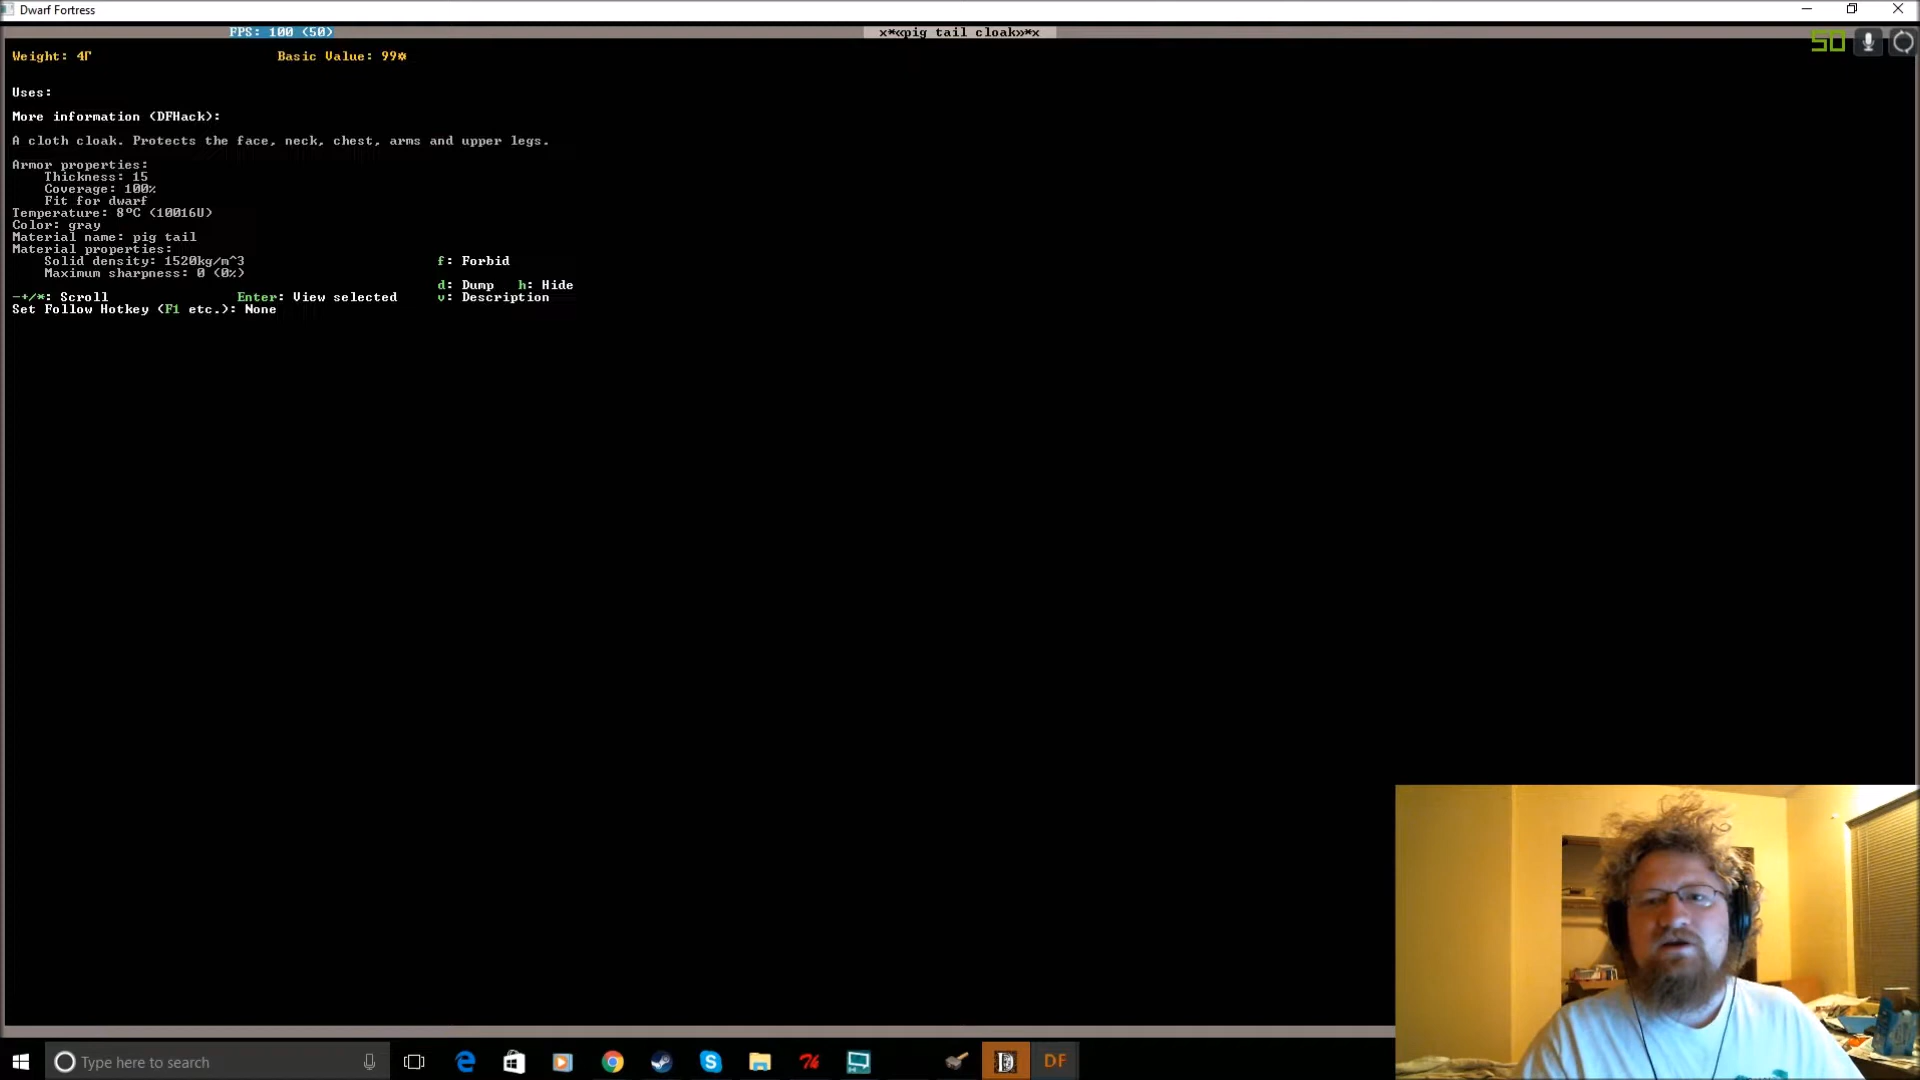 Dwarf Fortress
FPS: 100 (50)
x*«pig tail cloak»*x
50
Weight: 4Γ
Basic Value: 99☼
Uses:
More information (DFHack):
A cloth cloak. Protects the face, neck, chest, arms and upper legs.
Armor properties:
Thickness: 15
Coverage: 100%
Fit for dwarf
Temperature: 8°C (10016U)
Color: gray
Material name: pig tail
Material properties:
Solid density: 1520kg/m^3
f: Forbid
Maximum sharpness: 0 (0%)
d: Dump h: Hide
-+/*: Scroll
Enter: View selected
v: Description
Set Follow Hotkey (F1 etc.): None
Type here to search
DF